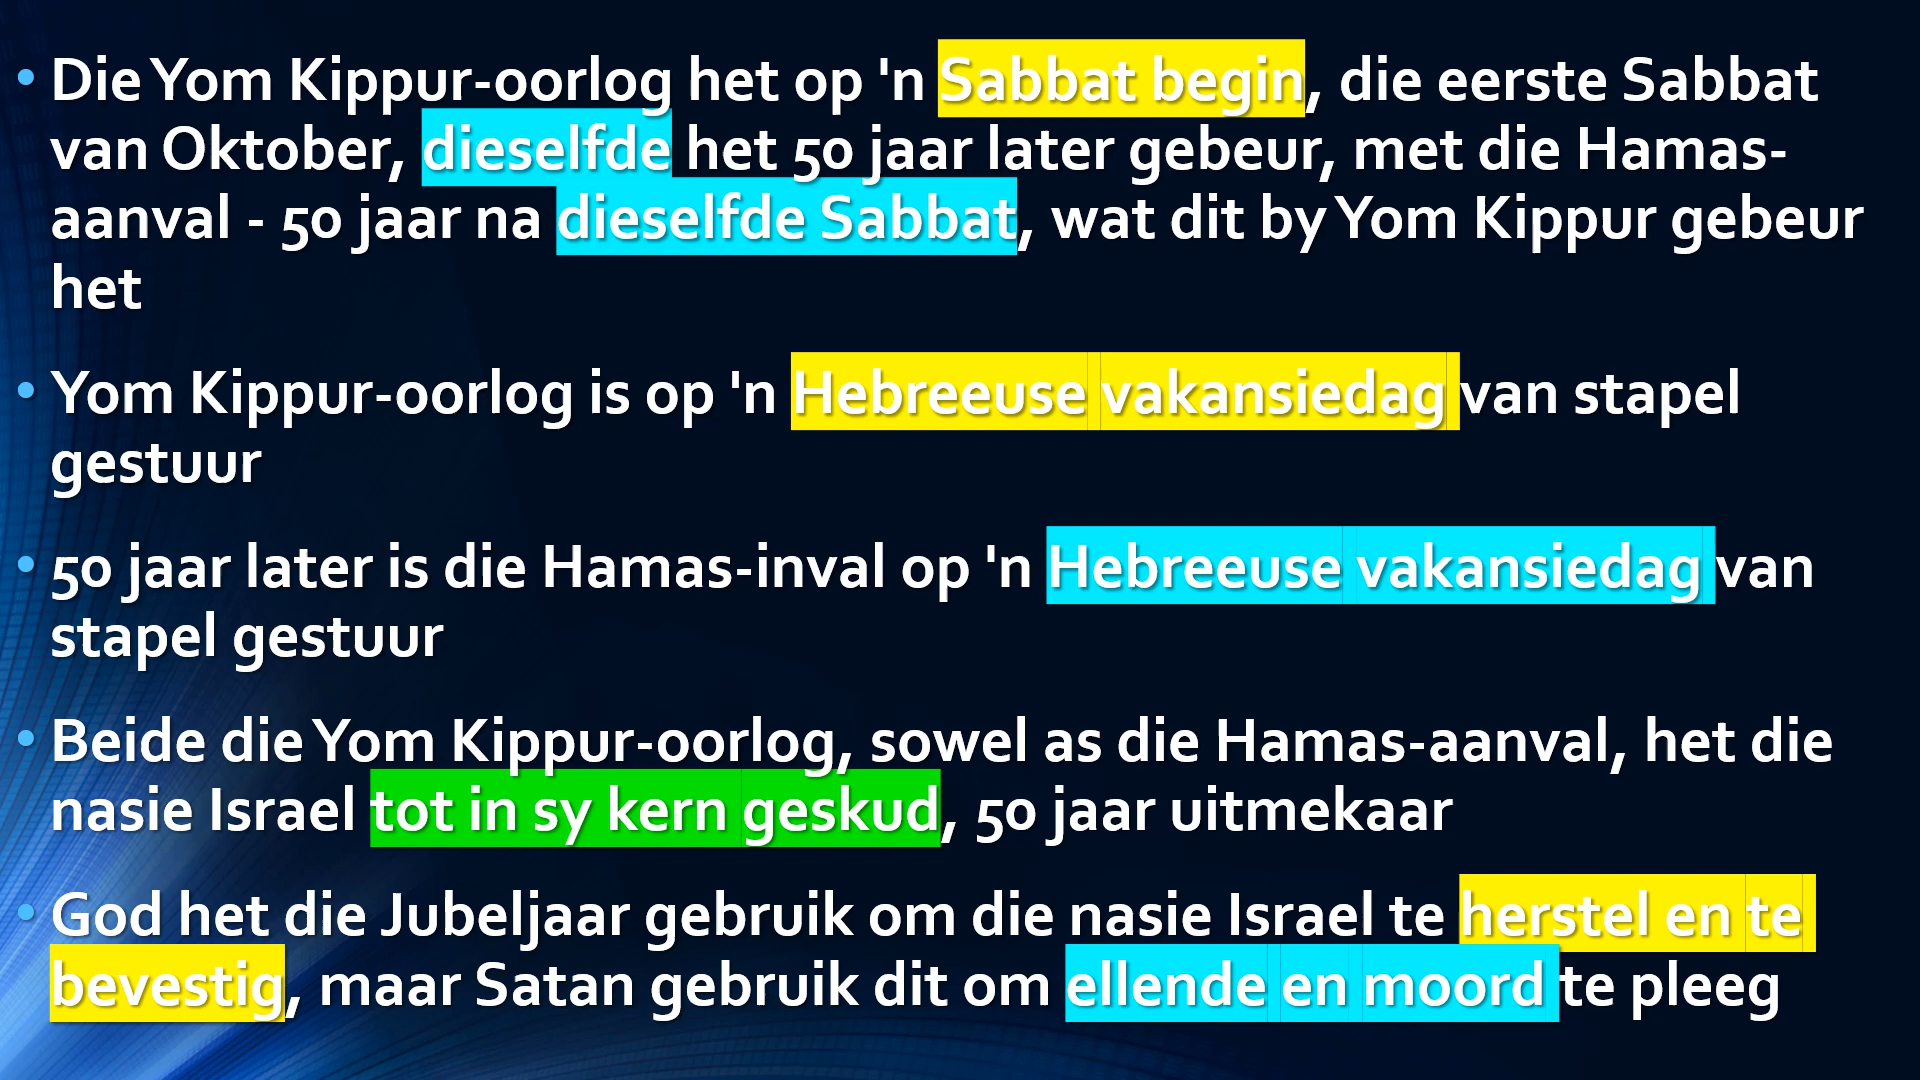 • Die Yom Kippur-oorlog het op 'n Sabbat begin, die eerste Sabbat
van Oktober, dieselfde het 50 jaar later gebeur, met die Hamas-
aanval - 50 jaar na dieselfde Sabbat, wat dit by Yom Kippur gebeur
het
• Yom Kippur-oorlog is op 'n Hebreeuse vakansiedag van stapel
gestuur
• 50 jaar later is die Hamas-inval op 'n Hebreeuse vakansiedag van
stapel gestuur
• Beide die Yom Kippur-oorlog, sowel as die Hamas-aanval, het die
nasie Israel tot in sy kern geskud, 50 jaar uitmekaar
• God het die Jubeljaar gebruik om die nasie Israel te herstel en te
bevestig, maar Satan gebruik dit om ellende en moord te pleeg